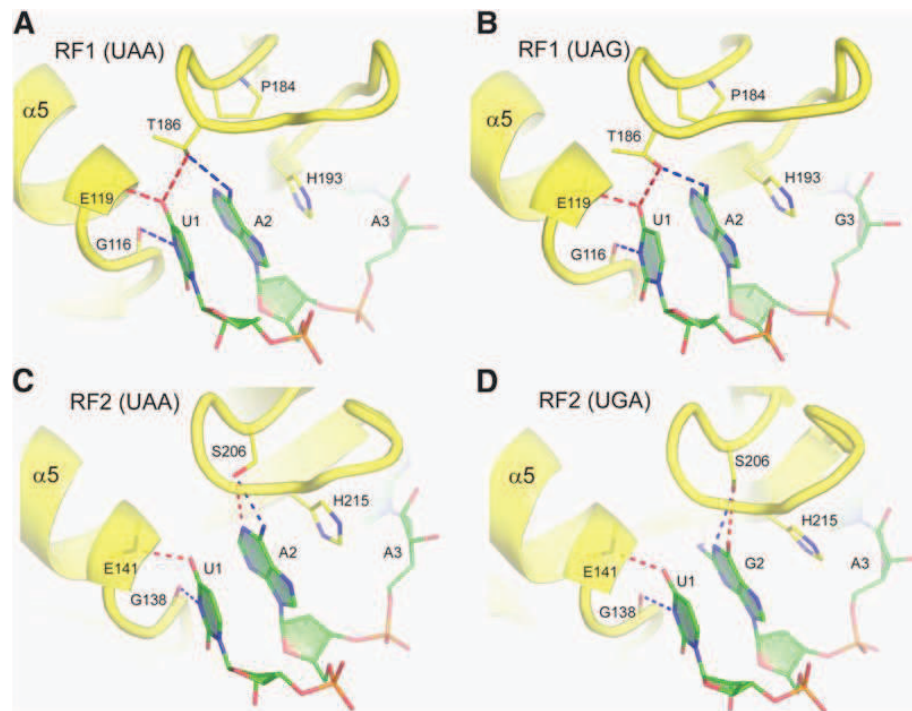 A
RF1 (UAA)
α5
P184
T186
H193
E119
U1
A2
A3
G116
B
RF1 (UAG)
α5
P184
T186
H193
E119
U1
A2
G3
G116
C
RF2 (UAA)
α5
S206
H215
E141
U1
A2
A3
G138
D
RF2 (UGA)
α5
S206
H215
E141
U1
G2
A3
G138